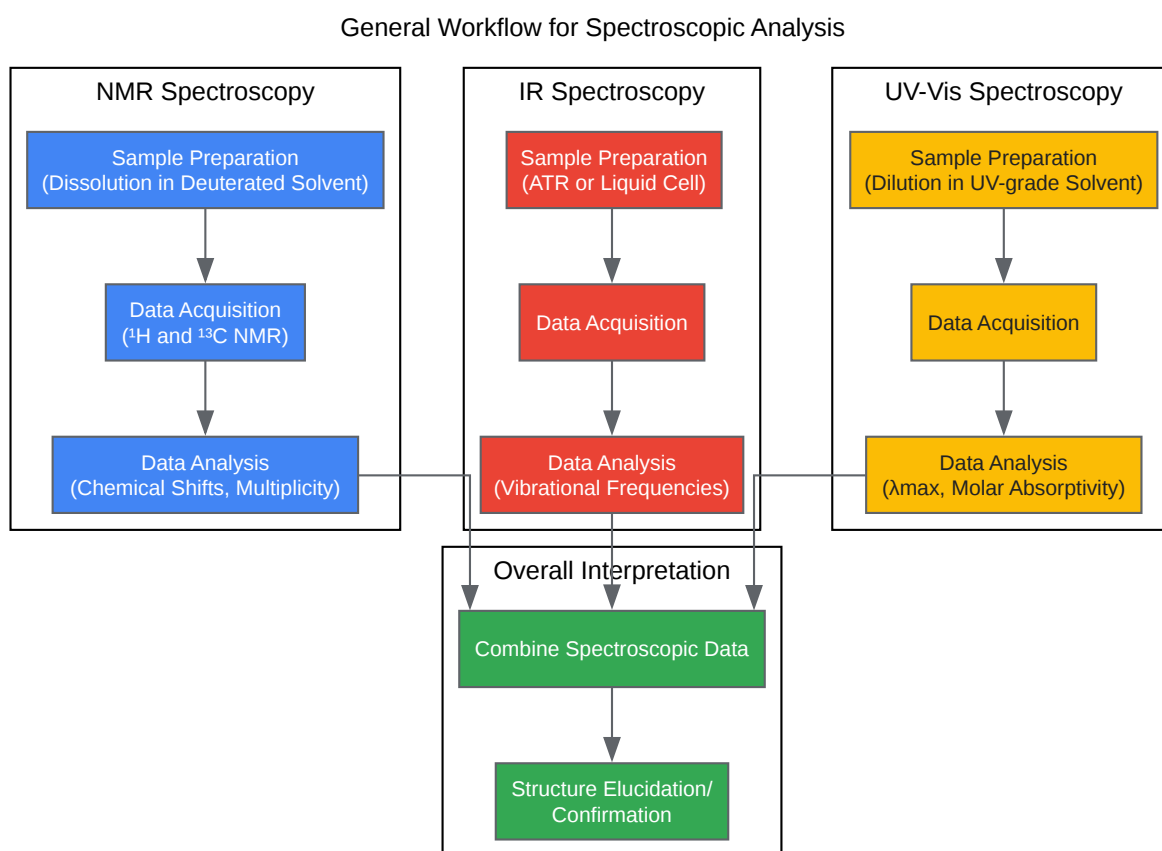 General Workflow for Spectroscopic Analysis
NMR Spectroscopy
Sample Preparation
(Dissolution in Deuterated Solvent)
Data Acquisition
(¹H and ¹³C NMR)
Data Analysis
(Chemical Shifts, Multiplicity)
IR Spectroscopy
Sample Preparation
(ATR or Liquid Cell)
Data Acquisition
Data Analysis
(Vibrational Frequencies)
UV-Vis Spectroscopy
Sample Preparation
(Dilution in UV-grade Solvent)
Data Acquisition
Data Analysis
(λmax, Molar Absorptivity)
Overall Interpretation
Combine Spectroscopic Data
Structure Elucidation/
Confirmation